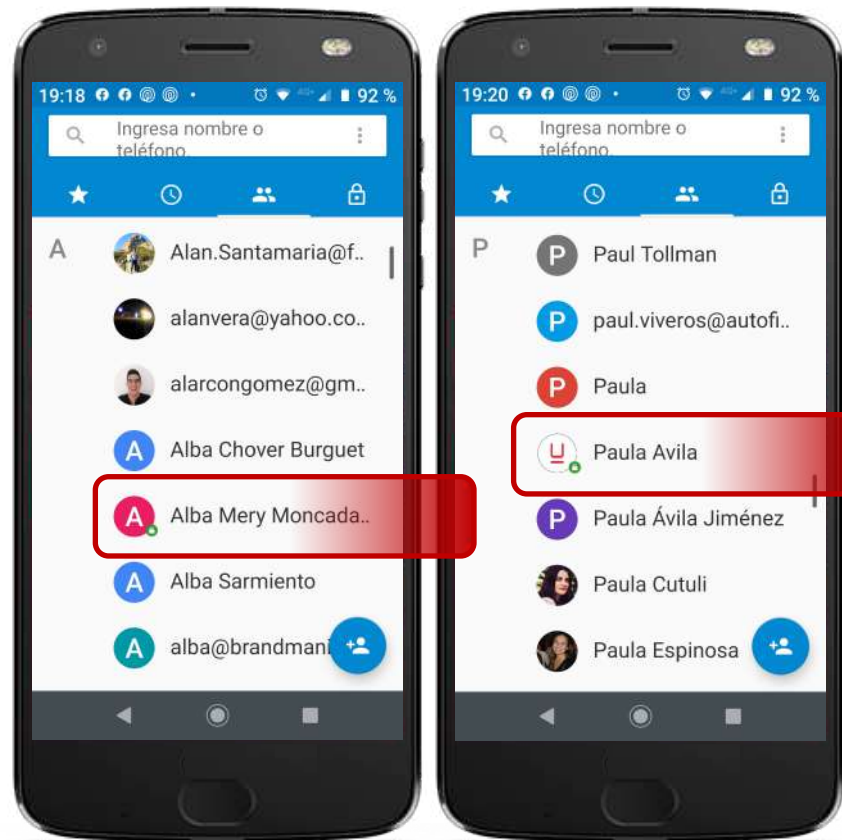 19:18
92 %
Ingresa nombre o
teléfono.
A
Alan.Santamaria@f..
alanvera@yahoo.co..
alarcongomez@gm..
A Alba Chover Burguet
A Alba Mery Moncada..
A Alba Sarmiento
A alba@brandmani
19:20
92 %
Ingresa nombre o
teléfono.
P
P Paul Tollman
P paul.viveros@autofi..
P Paula
U Paula Avila
P Paula Ávila Jiménez
Paula Cutuli
Paula Espinosa